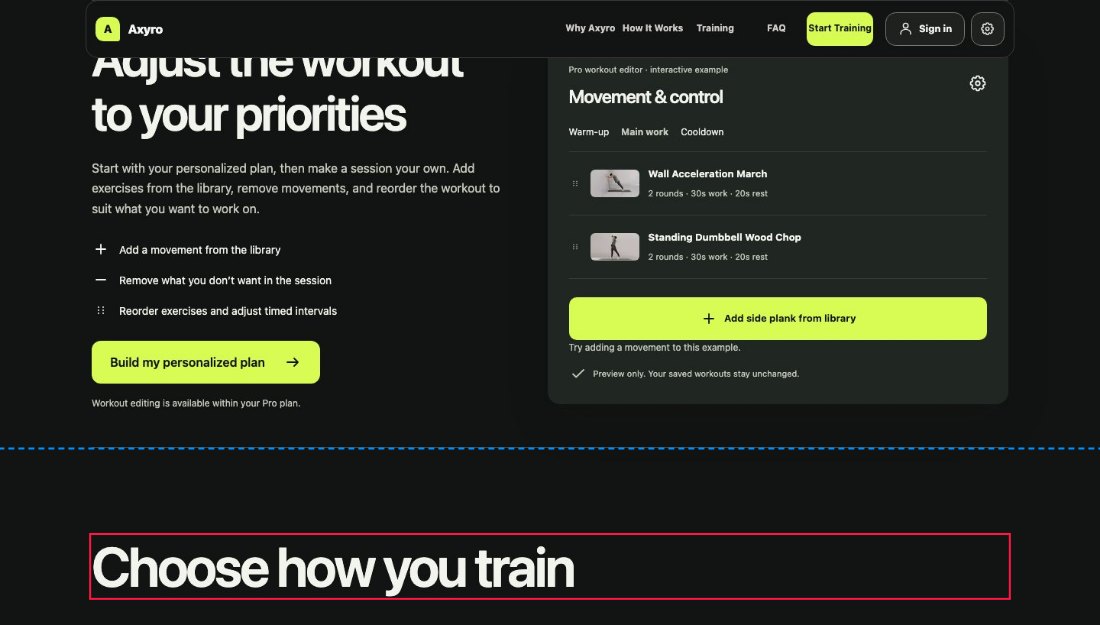 A Axyro
Why Axyro How It Works Training FAQ Start Training Sign in
Adjust the workout
to your priorities
Start with your personalized plan, then make a session your own. Add
exercises from the library, remove movements, and reorder the workout to
suit what you want to work on.
Add a movement from the library
Remove what you don't want in the session
Reorder exercises and adjust timed intervals
Build my personalized plan
Workout editing is available within your Pro plan.
Pro workout editor · interactive example
Movement & control
Warm-up Main work Cooldown
Wall Acceleration March
2 rounds · 30s work · 20s rest
Standing Dumbbell Wood Chop
2 rounds · 30s work · 20s rest
Add side plank from library
Try adding a movement to this example.
Preview only. Your saved workouts stay unchanged.
Choose how you train